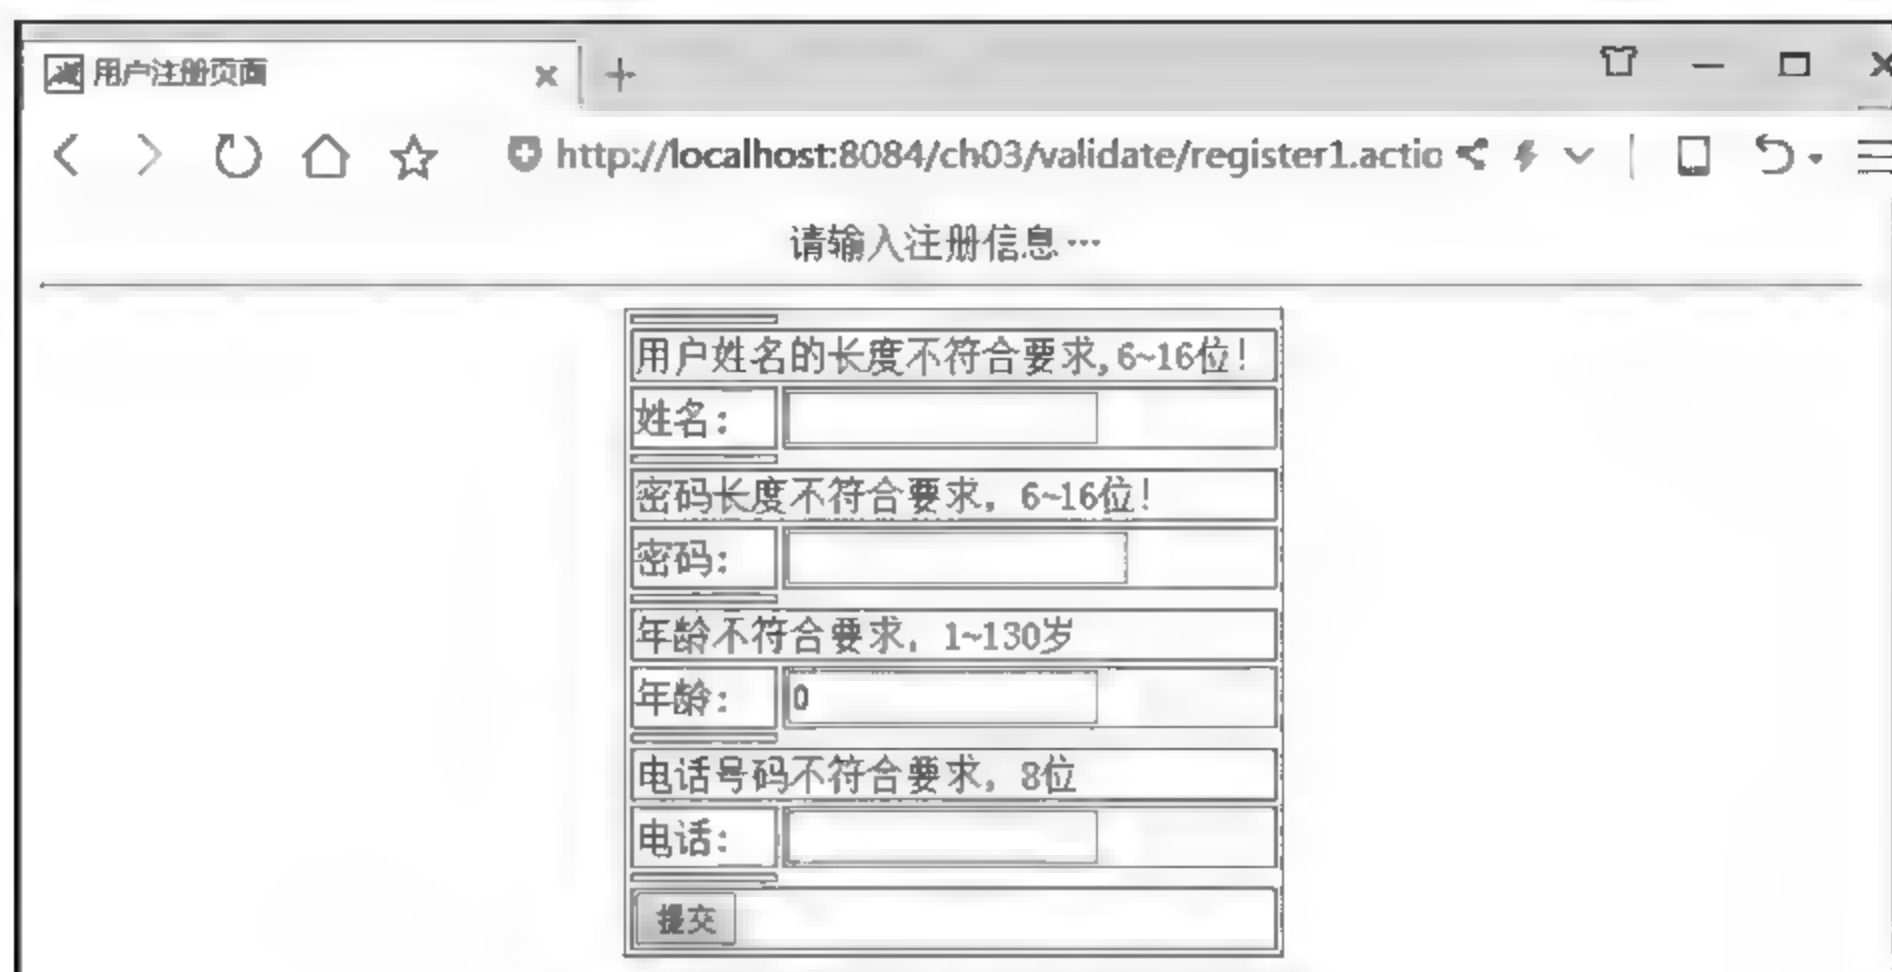 用户注册页面
http://localhost:8084/ch03/validate/register1.actio
请输入注册信息…
用户姓名的长度不符合要求,6~16位!
姓名:
密码长度不符合要求，6~16位!
密码:
年龄不符合要求，1~130岁
年龄: 0
电话号码不符合要求，8位
电话:
提交